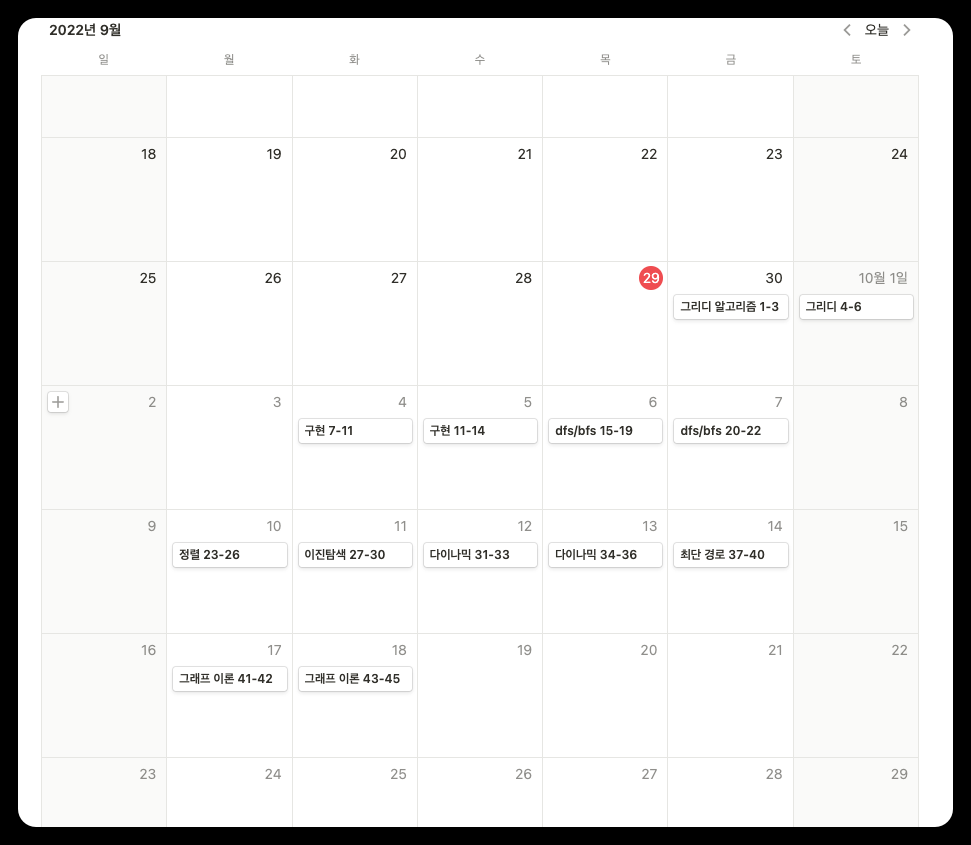 2022년 9월 오늘
일 월 화 수 목 금 토
18 19 20 21 22 23 24
25 26 27 28 29 30 10월 1일
그리디 알고리즘 1-3 그리디 4-6
2 3 4 5 6 7 8
구현 7-11 구현 11-14 dfs/bfs 15-19 dfs/bfs 20-22
9 10 11 12 13 14 15
정렬 23-26 이진탐색 27-30 다이나믹 31-33 다이나믹 34-36 최단 경로 37-40
16 17 18 19 20 21 22
그래프 이론 41-42 그래프 이론 43-45
23 24 25 26 27 28 29